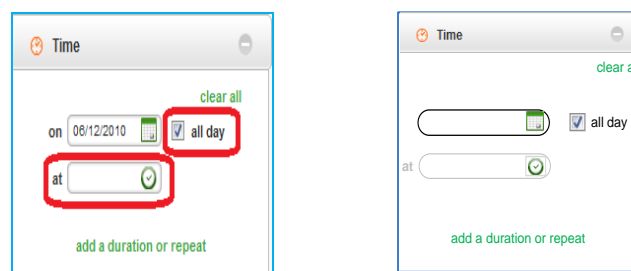 Time
clear all
on 06/12/2010 all day
at
add a duration or repeat
Time
clear a
all day
at
add a duration or repeat